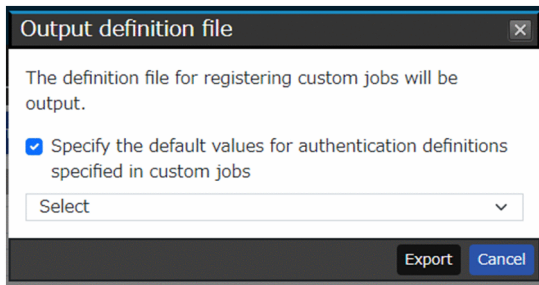 Output definition file
The definition file for registering custom jobs will be
output.
Specify the default values for authentication definitions
specified in custom jobs
Select
Export Cancel